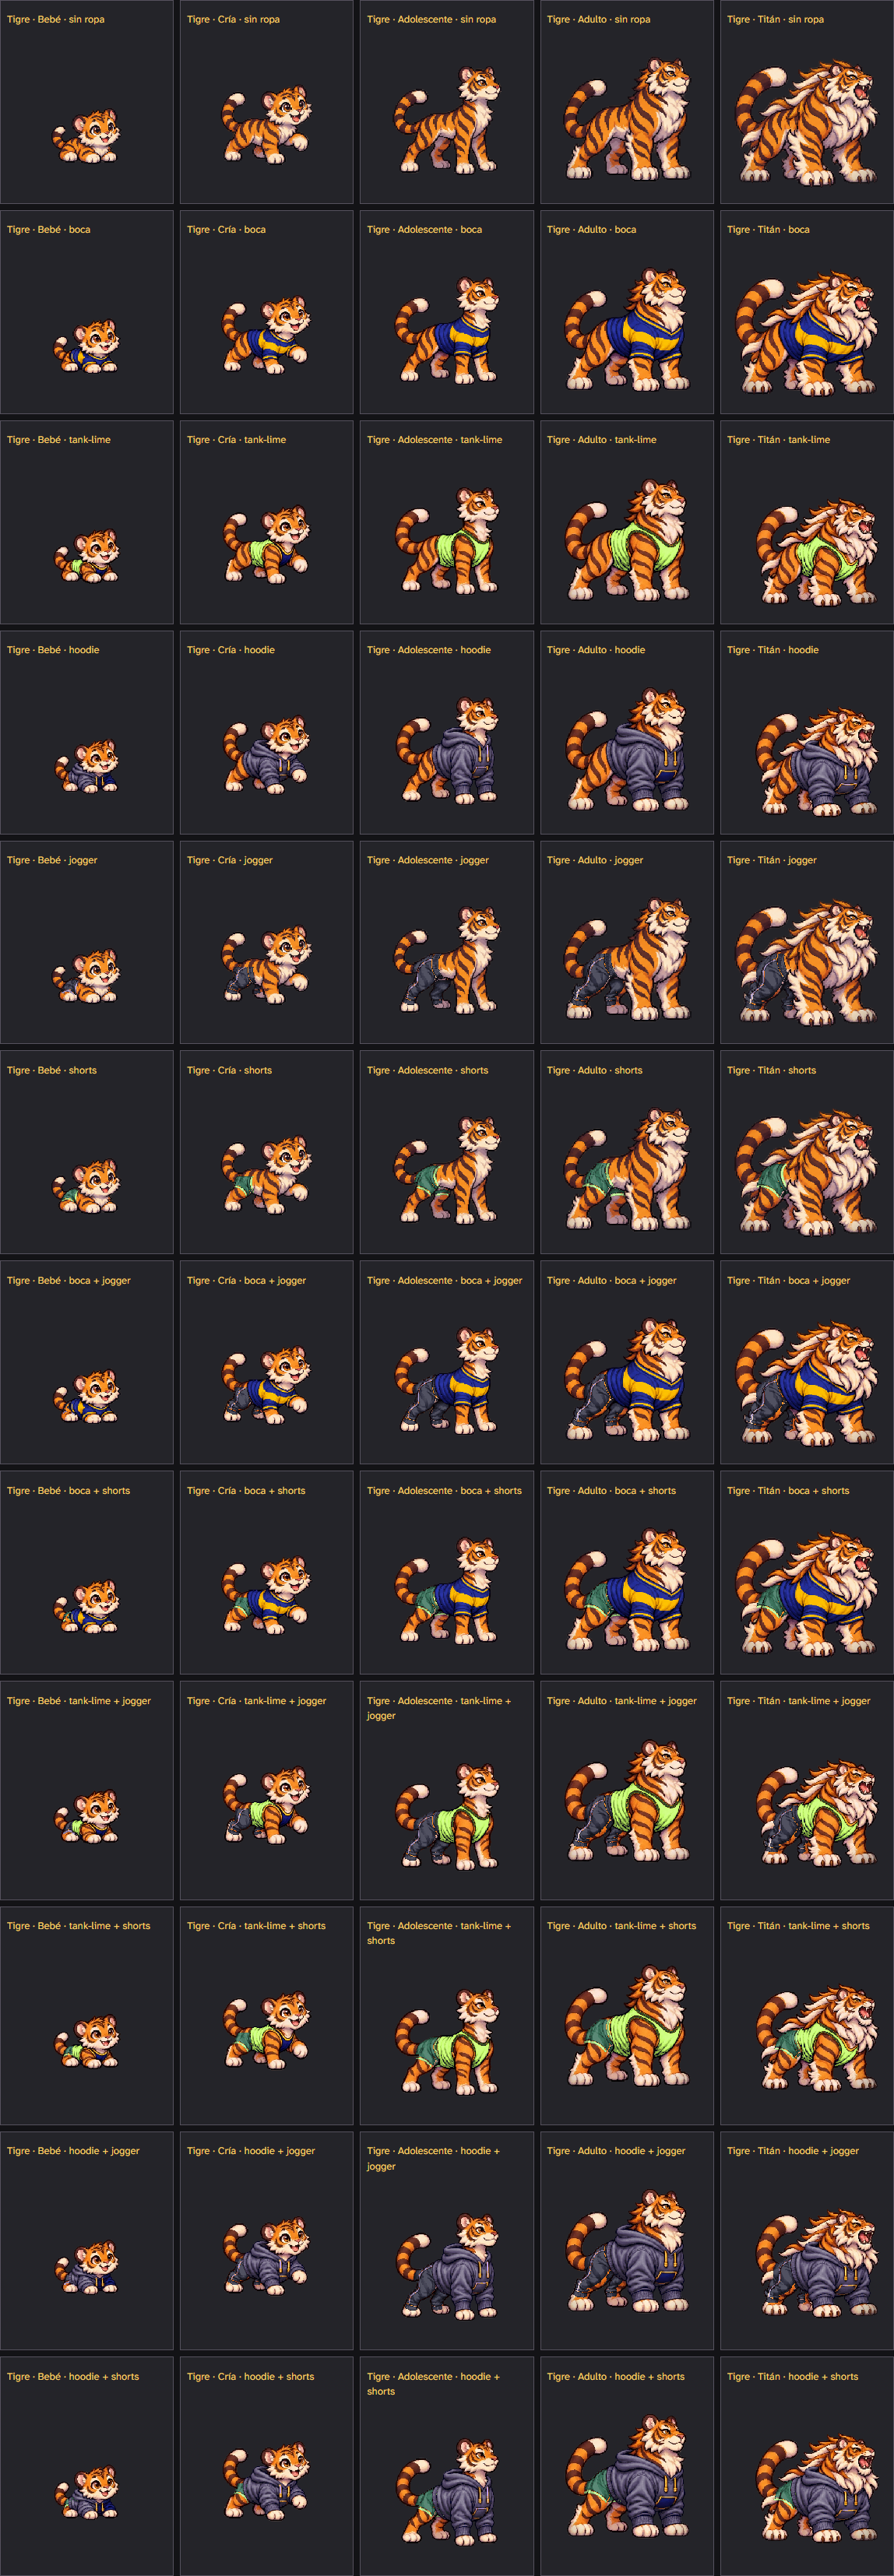 Tigre · Bebé · sin ropa
Tigre · Cría · sin ropa
Tigre · Adolescente · sin ropa
Tigre · Adulto · sin ropa
Tigre · Titán · sin ropa
Tigre · Bebé · boca
Tigre · Cría · boca
Tigre · Adolescente · boca
Tigre · Adulto · boca
Tigre · Titán · boca
Tigre · Bebé · tank-lime
Tigre · Cría · tank-lime
Tigre · Adolescente · tank-lime
Tigre · Adulto · tank-lime
Tigre · Titán · tank-lime
Tigre · Bebé · hoodie
Tigre · Cría · hoodie
Tigre · Adolescente · hoodie
Tigre · Adulto · hoodie
Tigre · Titán · hoodie
Tigre · Bebé · jogger
Tigre · Cría · jogger
Tigre · Adolescente · jogger
Tigre · Adulto · jogger
Tigre · Titán · jogger
Tigre · Bebé · shorts
Tigre · Cría · shorts
Tigre · Adolescente · shorts
Tigre · Adulto · shorts
Tigre · Titán · shorts
Tigre · Bebé · boca + jogger
Tigre · Cría · boca + jogger
Tigre · Adolescente · boca + jogger
Tigre · Adulto · boca + jogger
Tigre · Titán · boca + jogger
Tigre · Bebé · boca + shorts
Tigre · Cría · boca + shorts
Tigre · Adolescente · boca + shorts
Tigre · Adulto · boca + shorts
Tigre · Titán · boca + shorts
Tigre · Bebé · tank-lime + jogger
Tigre · Cría · tank-lime + jogger
Tigre · Adolescente · tank-lime +
jogger
Tigre · Adulto · tank-lime + jogger
Tigre · Titán · tank-lime + jogger
Tigre · Bebé · tank-lime + shorts
Tigre · Cría · tank-lime + shorts
Tigre · Adolescente · tank-lime +
shorts
Tigre · Adulto · tank-lime + shorts
Tigre · Titán · tank-lime + shorts
Tigre · Bebé · hoodie + jogger
Tigre · Cría · hoodie + jogger
Tigre · Adolescente · hoodie +
jogger
Tigre · Adulto · hoodie + jogger
Tigre · Titán · hoodie + jogger
Tigre · Bebé · hoodie + shorts
Tigre · Cría · hoodie + shorts
Tigre · Adolescente · hoodie +
shorts
Tigre · Adulto · hoodie + shorts
Tigre · Titán · hoodie + shorts